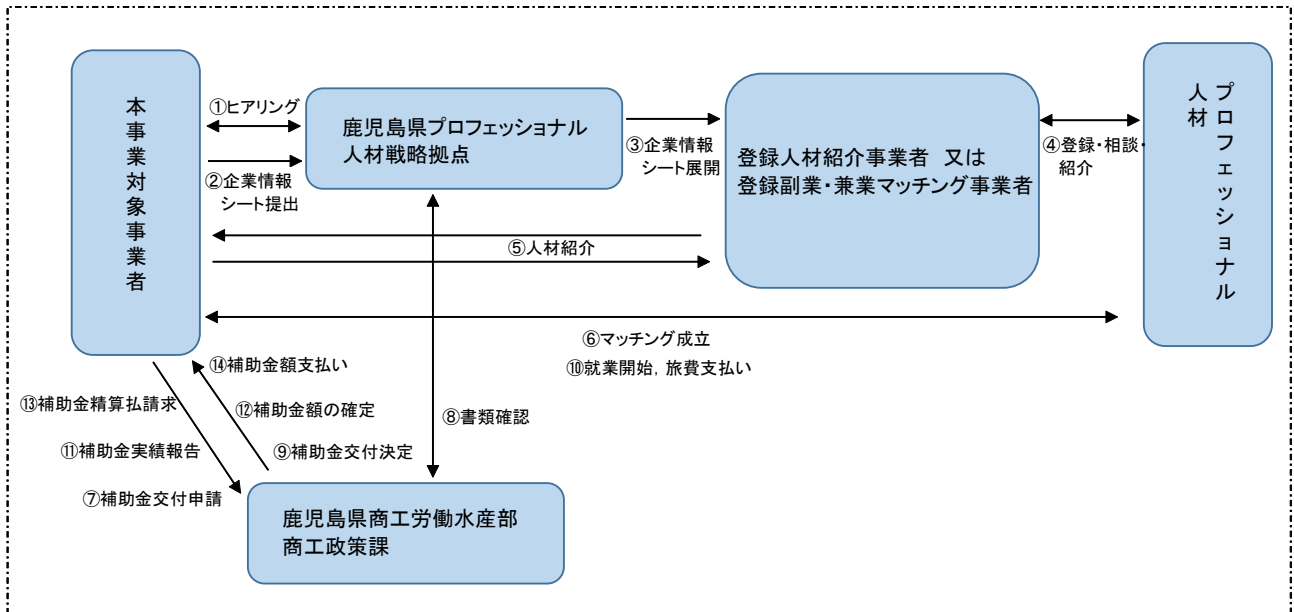 本事業対象事業者
①ヒアリング
②企業情報
シート提出
鹿児島県プロフェッショナル
人材戦略拠点
③企業情報
シート展開
登録人材紹介事業者 又は
登録副業・兼業マッチング事業者
④登録・相談・
紹介
プロフェッショナル
人材
⑤人材紹介
⑥マッチング成立
⑩就業開始，旅費支払い
⑭補助金額支払い
⑬補助金精算払請求
⑫補助金額の確定
⑧書類確認
⑪補助金実績報告
⑨補助金交付決定
⑦補助金交付申請
鹿児島県商工労働水産部
商工政策課